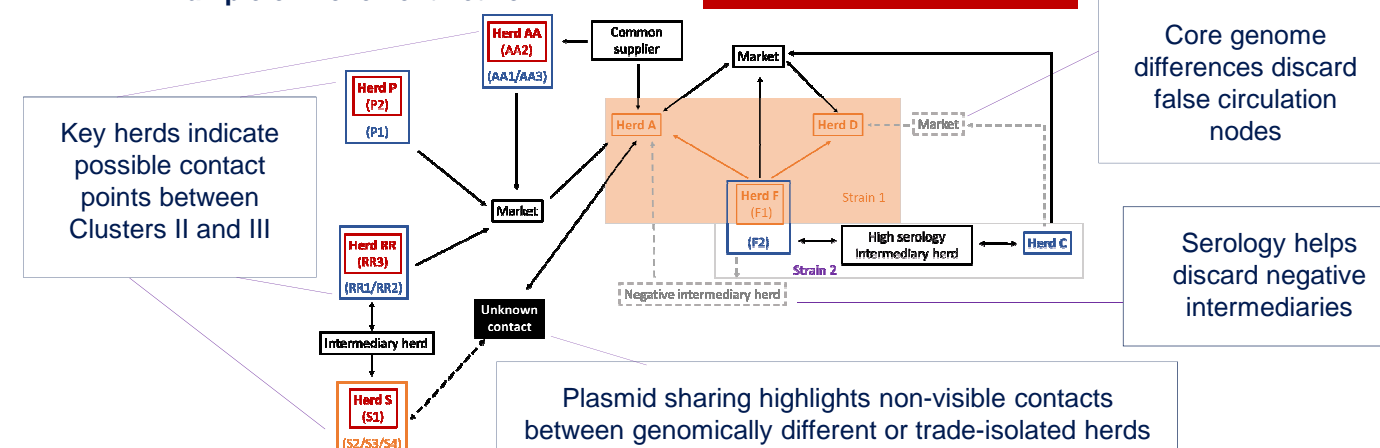 Herd AA
(AA2)
(AA1/AA3)
Common
supplier
Market
Core genome
differences discard
false circulation
nodes
Herd P
(P2)
(P1)
Key herds indicate
possible contact
points between
Clusters II and III
Herd A
Herd D
Market
Herd F
(F1)
Strain 1
(F2)
Market
High serology
intermediary herd
Herd C
Strain 2
Serology helps
discard negative
intermediaries
Herd RR
(RR3)
(RR1/RR2)
Negative intermediary herd
Unknown
contact
Intermediary herd
Herd S
(S1)
(S2/S3/S4)
Plasmid sharing highlights non-visible contacts
between genomically different or trade-isolated herds